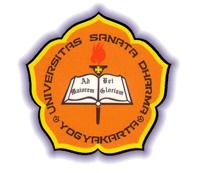 UNIVERSITAS SANATA DHARMA
Ad Dei
Maiorem Gloriam
YOGYAKARTA